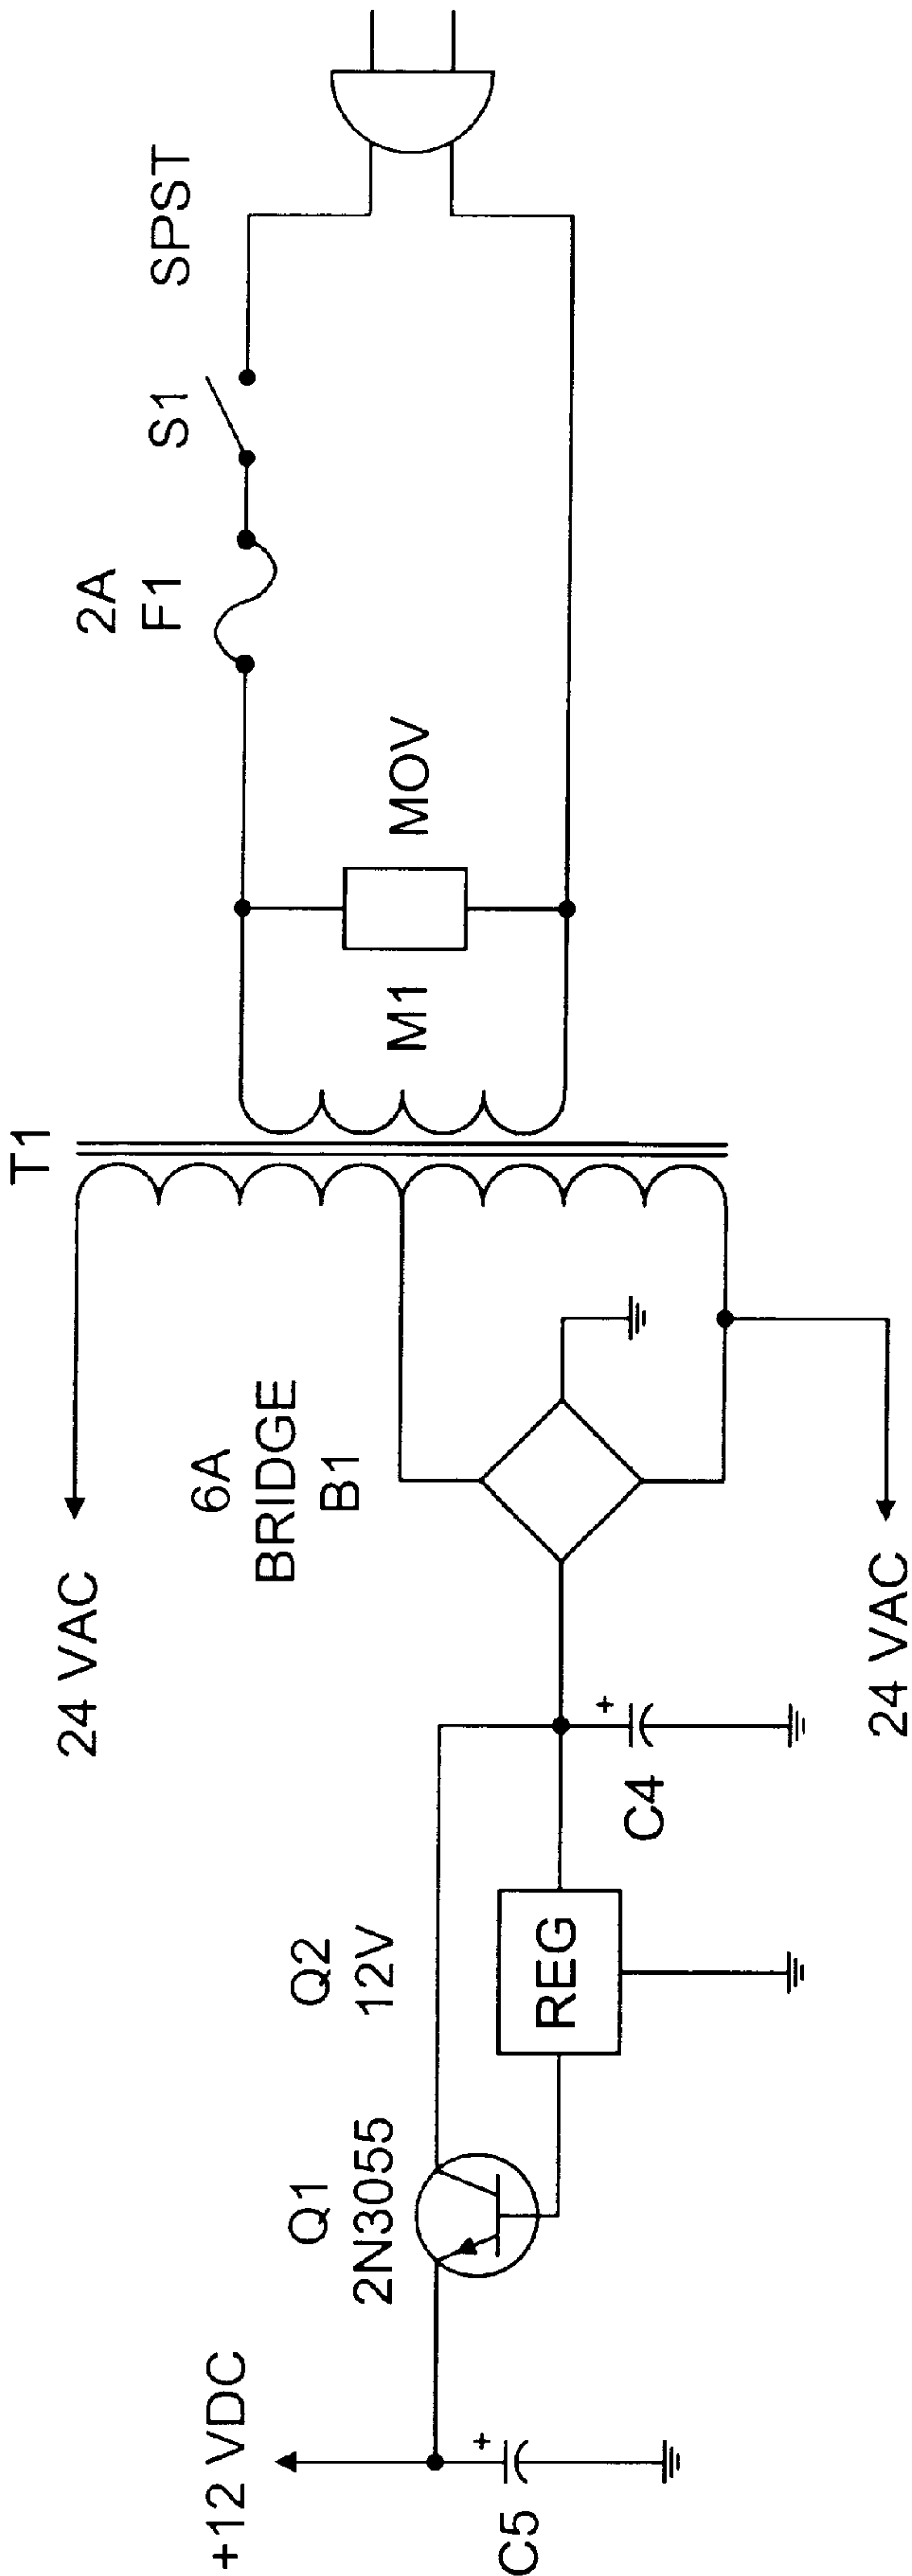 SPST
S1
2A
F1
MOV
M1
T1
6A
BRIDGE
B1
24 VAC
24 VAC
+
C4
Q2
12V
REG
Q1
2N3055
+12 VDC
+
C5